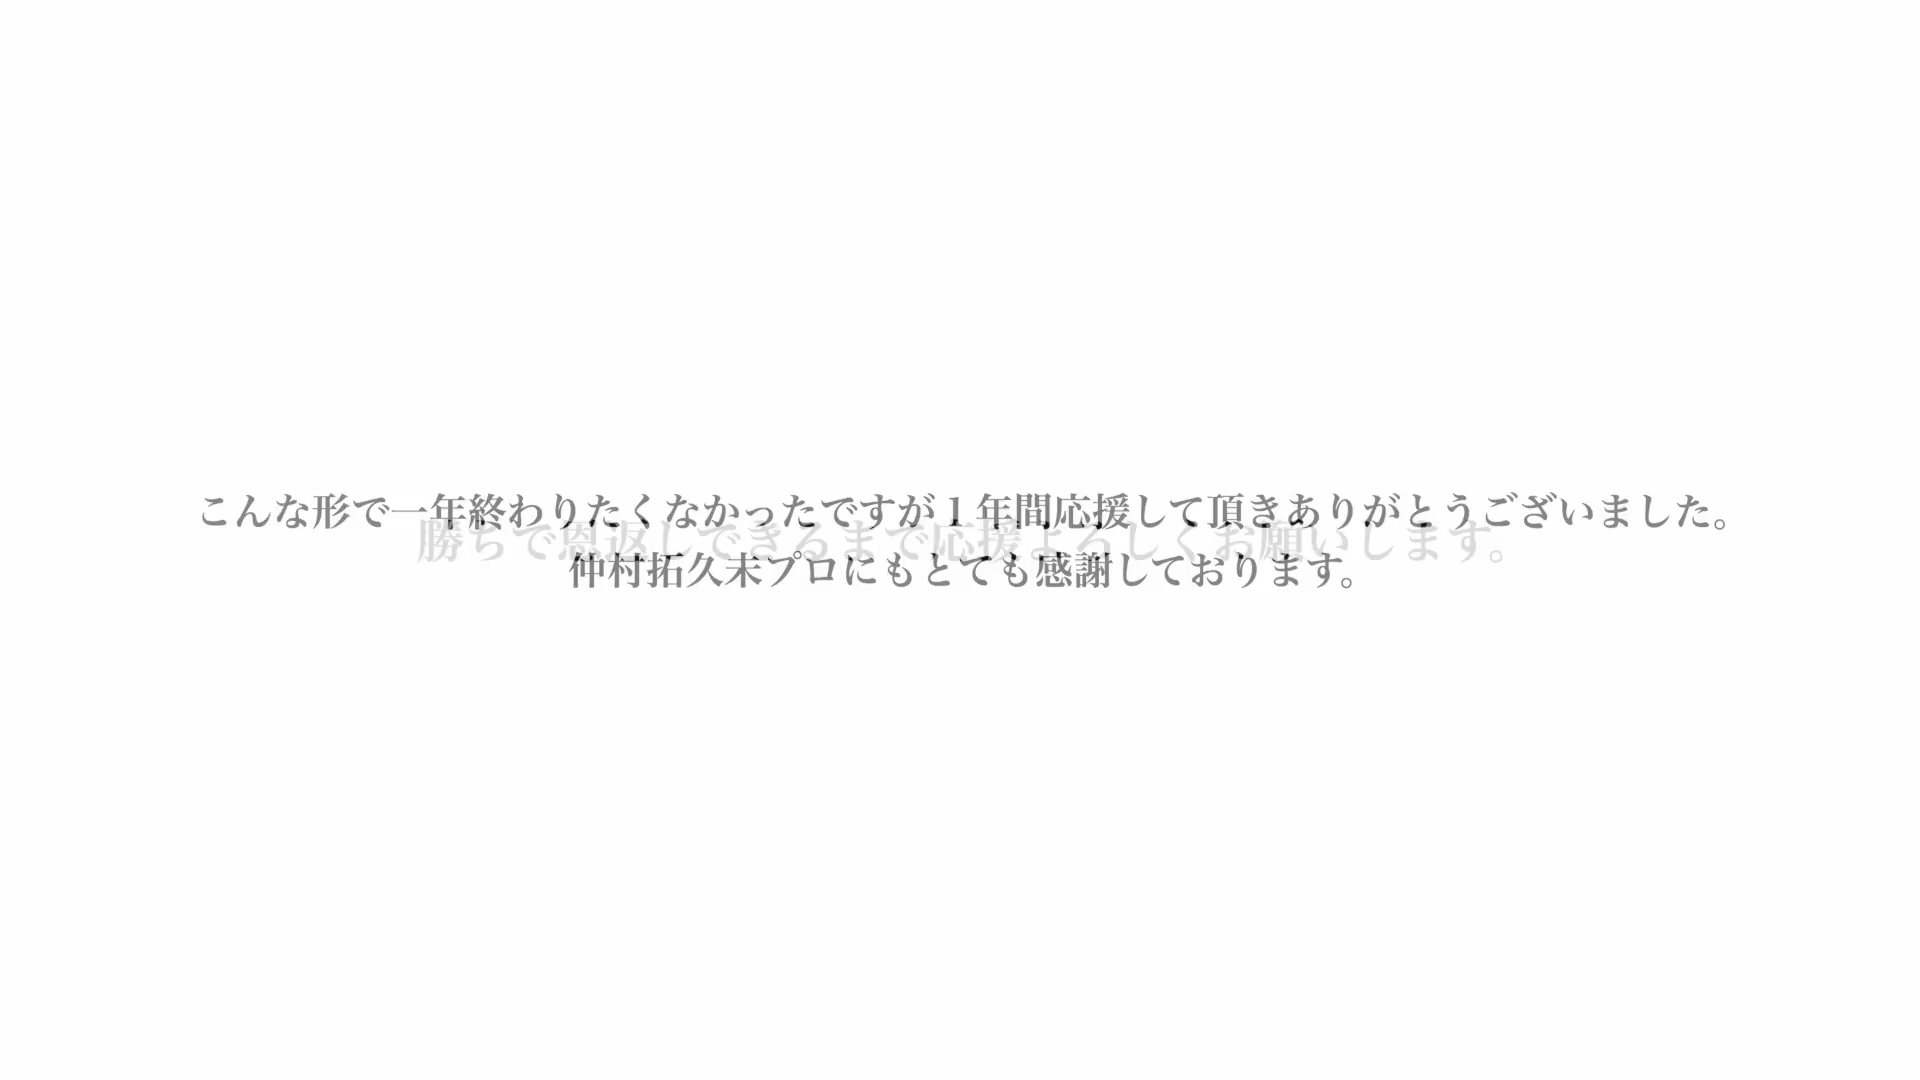 こんな形で一年終わりたくなかったですが１年間応援して頂きありがとうございました。
勝ちで恩返しできるまで応援よろしくお願いします。
仲村拓久未プロにもとても感謝しております。